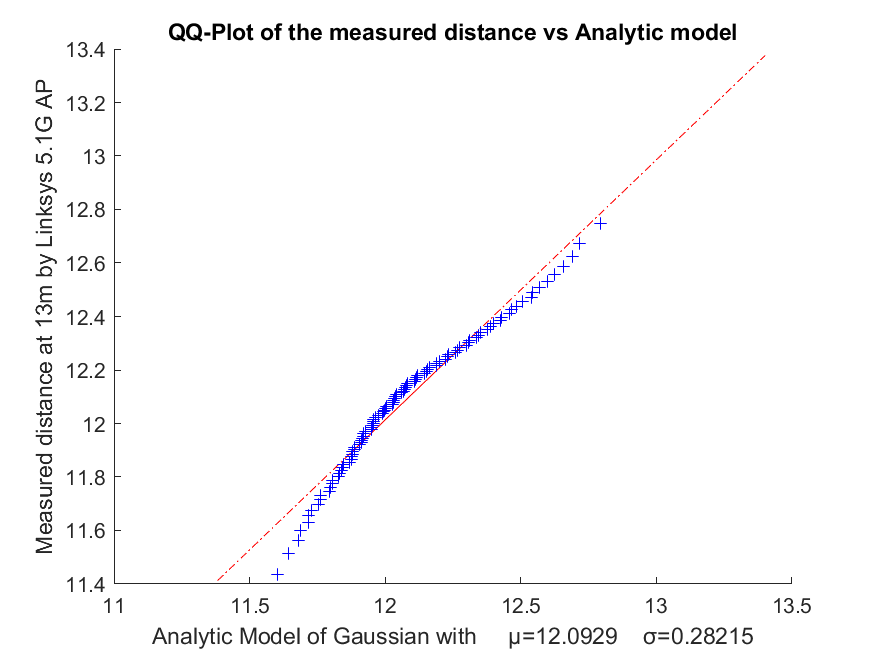 QQ-Plot of the measured distance vs Analytic model
Measured distance at 13m by Linksys 5.1G AP
13.4
13.2
13
12.8
12.6
12.4
12.2
12
11.8
11.6
11.4
11 11.5 12 12.5 13 13.5
Analytic Model of Gaussian with μ=12.0929 σ=0.28215